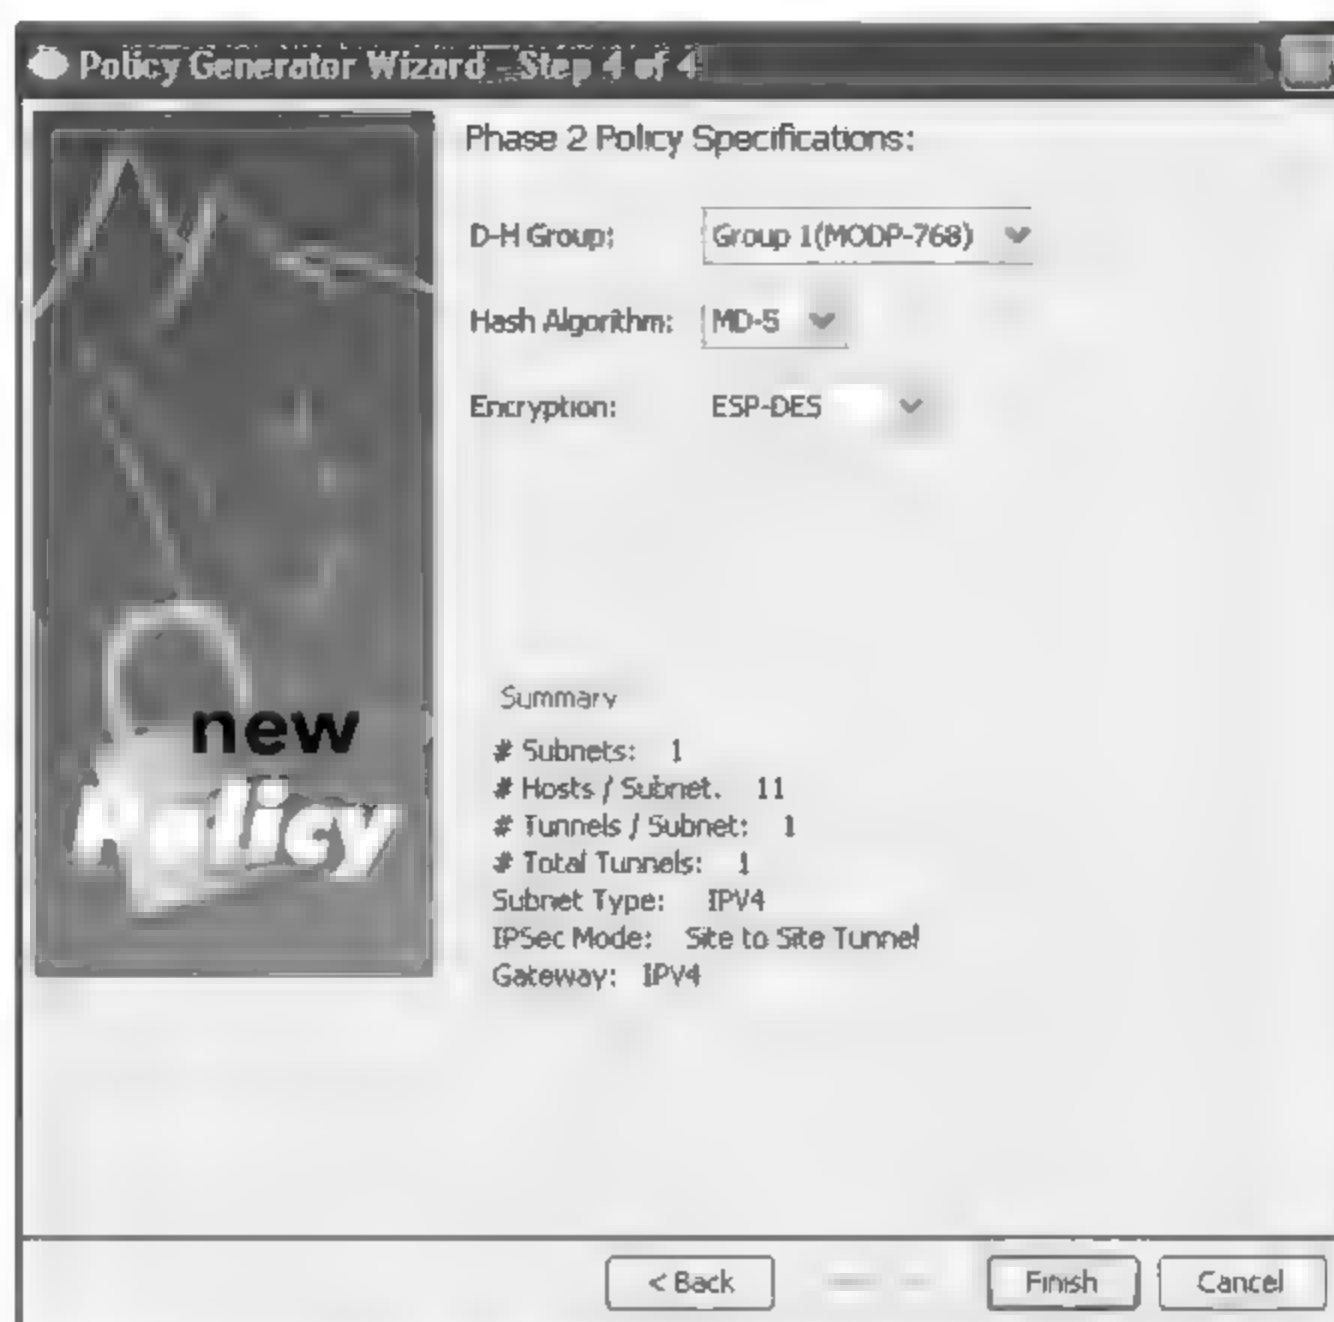 Policy Generator Wizard - Step 4 of 4
Phase 2 Policy Specifications:
D-H Group: Group 1(MODP-768)
Hash Algorithm: MD-5
Encryption: ESP-DES
new
Policy
Summary
# Subnets: 1
# Hosts / Subnet. 11
# Tunnels / Subnet: 1
# Total Tunnels: 1
Subnet Type: IPV4
IPSec Mode: Site to Site Tunnel
Gateway: IPV4
< Back Finish Cancel